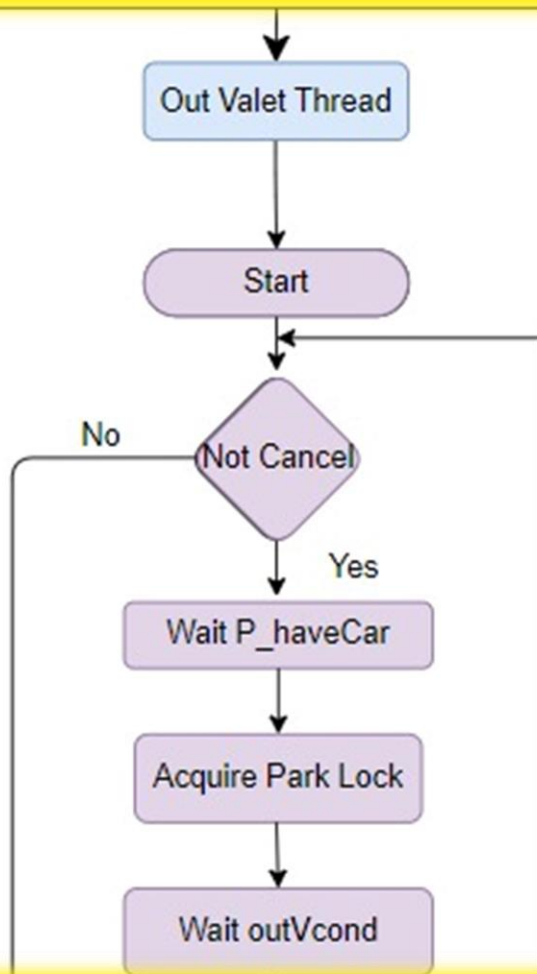 Out Valet Thread
Start
Not Cancel
No
Yes
Wait P_haveCar
Acquire Park Lock
Wait outVcond